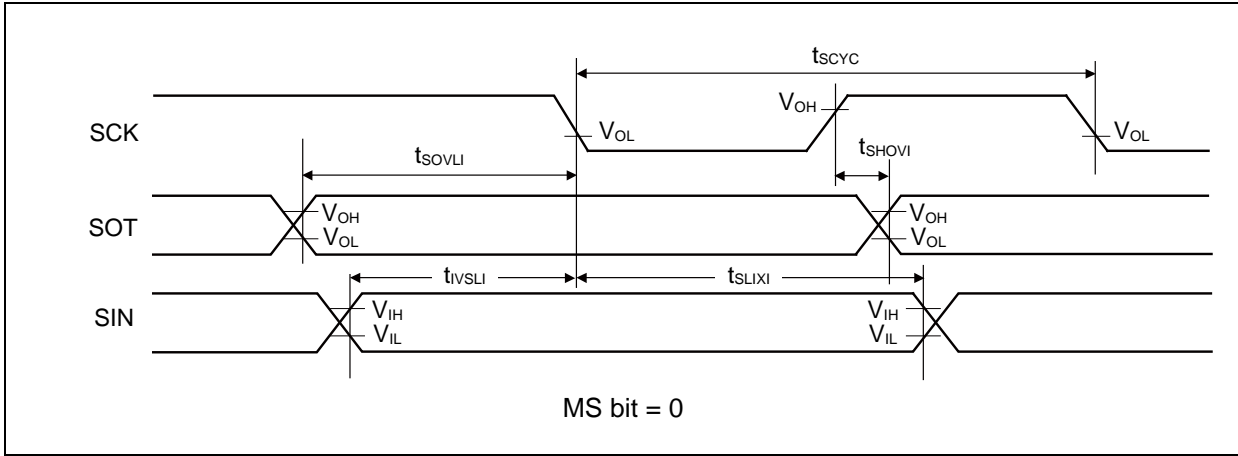 tSCYC
SCK
VOH
VOL
VOL
tSOVLI
tSHOVI
SOT
VOH
VOL
VOH
VOL
tIVSLI
tSLIXI
SIN
VIH
VIL
VIH
VIL
MS bit = 0